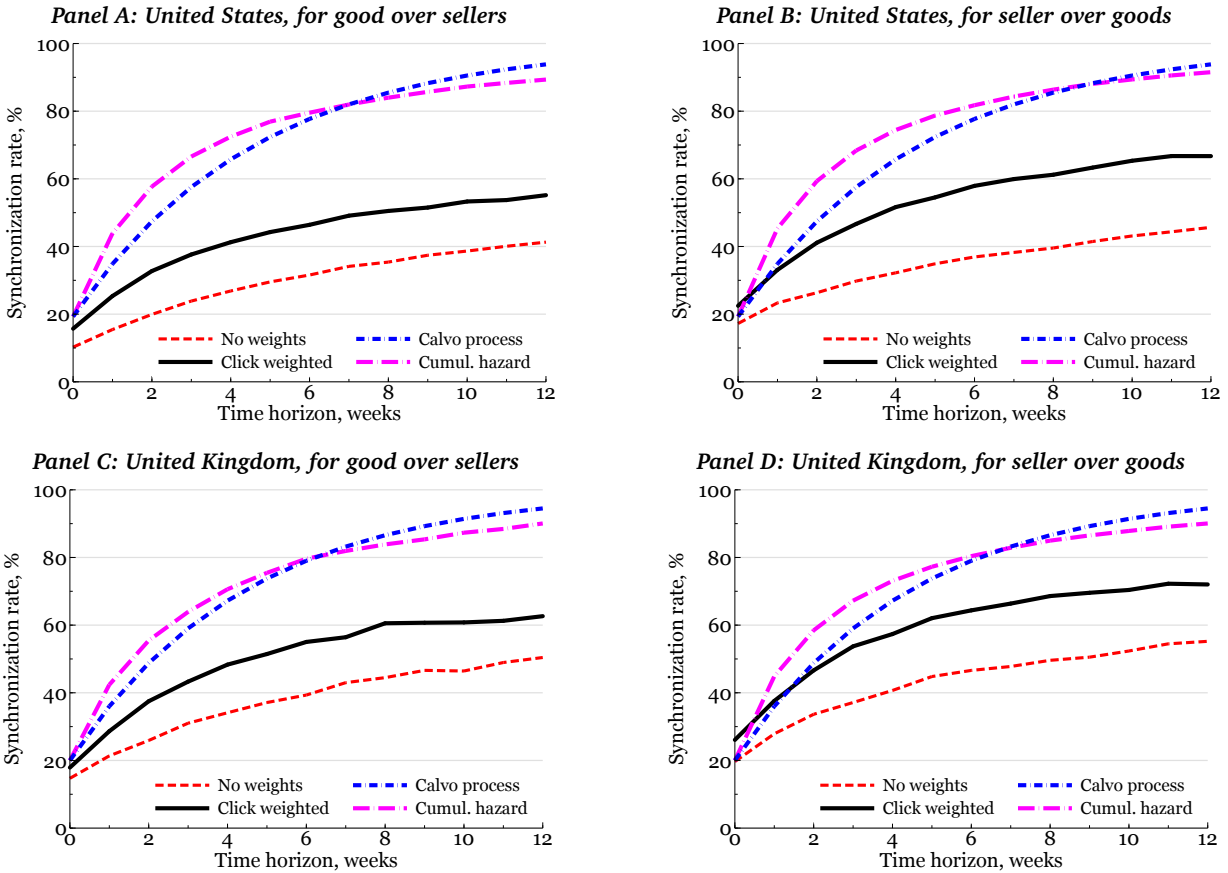 Panel A: United States, for good over sellers
Synchronization rate, %
100
80
60
40
20
0
No weights
Calvo process
Click weighted
Cumul. hazard
0 2 4 6 8 10 12
Time horizon, weeks
Panel B: United States, for seller over goods
Synchronization rate, %
100
80
60
40
20
0
No weights
Calvo process
Click weighted
Cumul. hazard
0 2 4 6 8 10 12
Time horizon, weeks
Panel C: United Kingdom, for good over sellers
Synchronization rate, %
100
80
60
40
20
0
No weights
Calvo process
Click weighted
Cumul. hazard
0 2 4 6 8 10 12
Time horizon, weeks
Panel D: United Kingdom, for seller over goods
Synchronization rate, %
100
80
60
40
20
0
No weights
Calvo process
Click weighted
Cumul. hazard
0 2 4 6 8 10 12
Time horizon, weeks